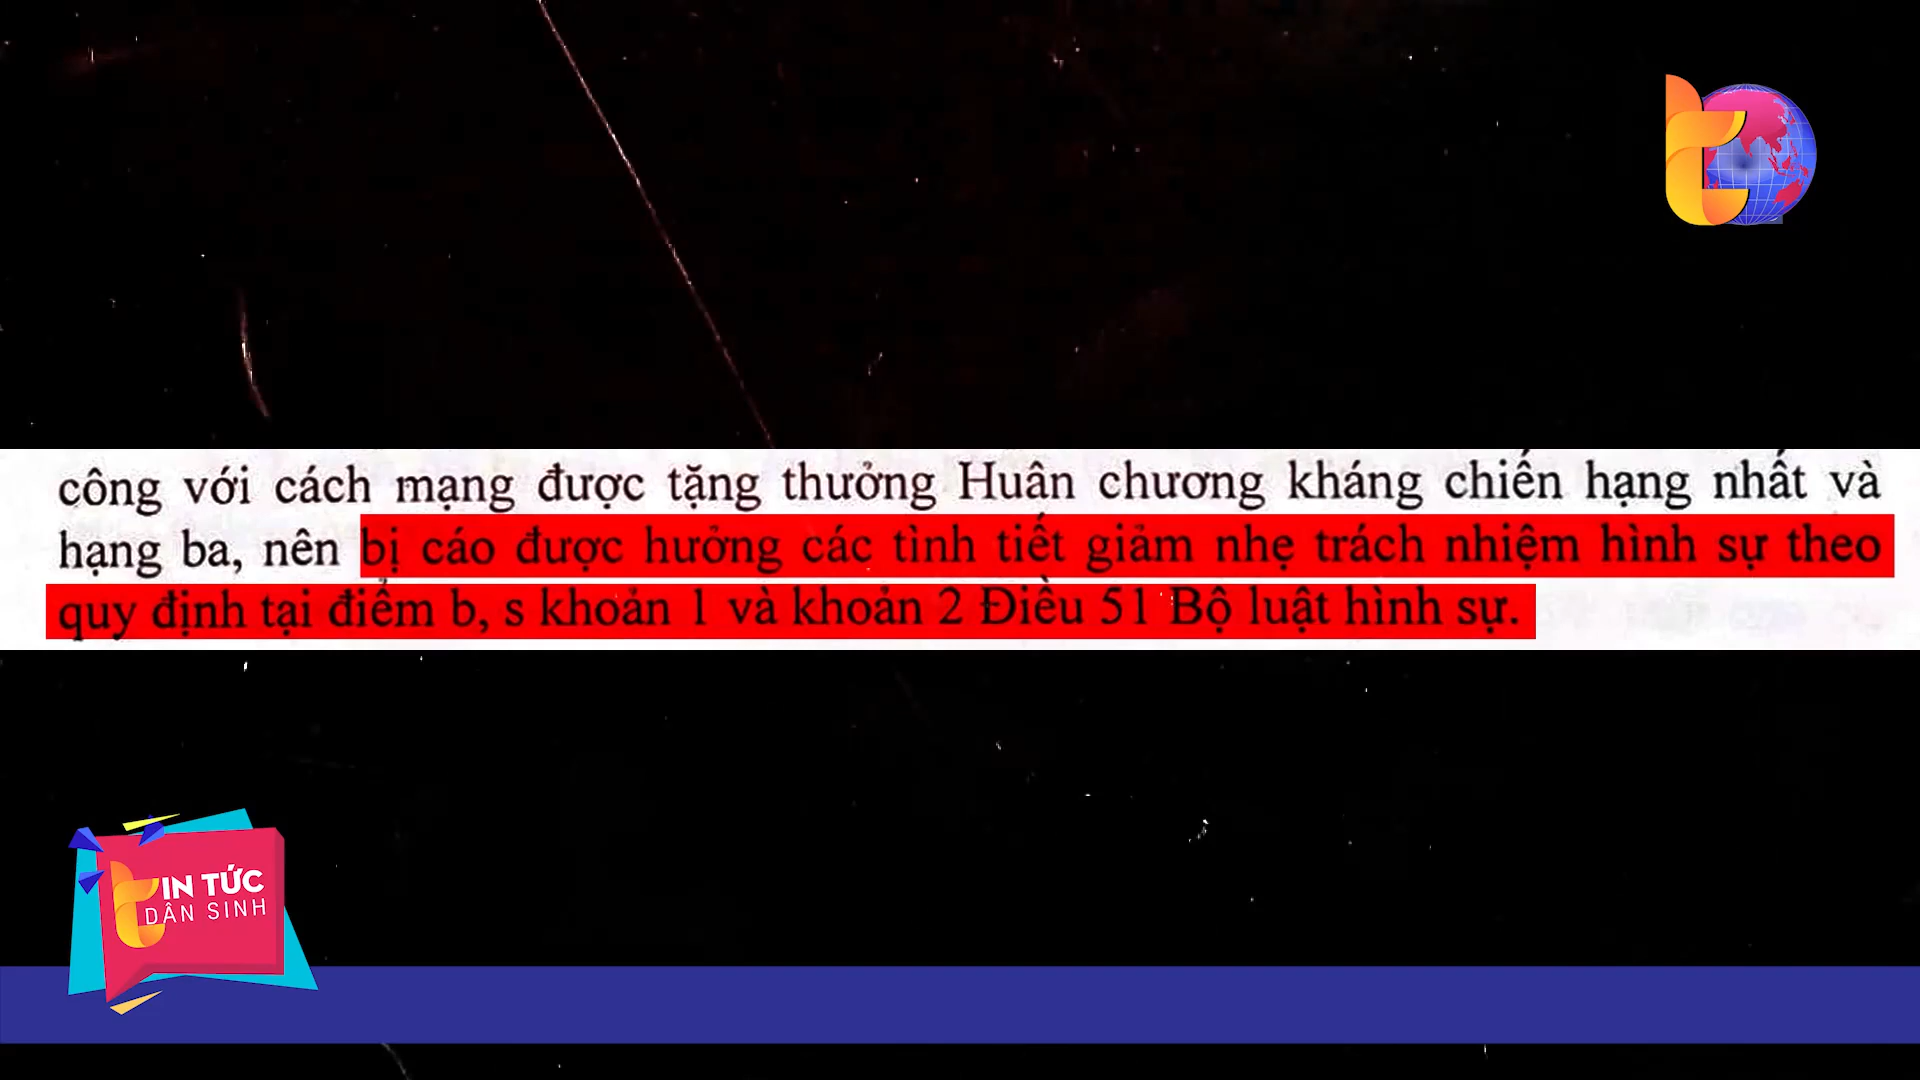 công với cách mạng được tặng thưởng Huân chương kháng chiến hạng nhất và
hạng ba, nên bị cáo được hưởng các tình tiết giảm nhẹ trách nhiệm hình sự theo
quy định tại điểm b, s khoản 1 và khoản 2 Điều 51 Bộ luật hình sự.
tIN TỨC
DÂN SINH